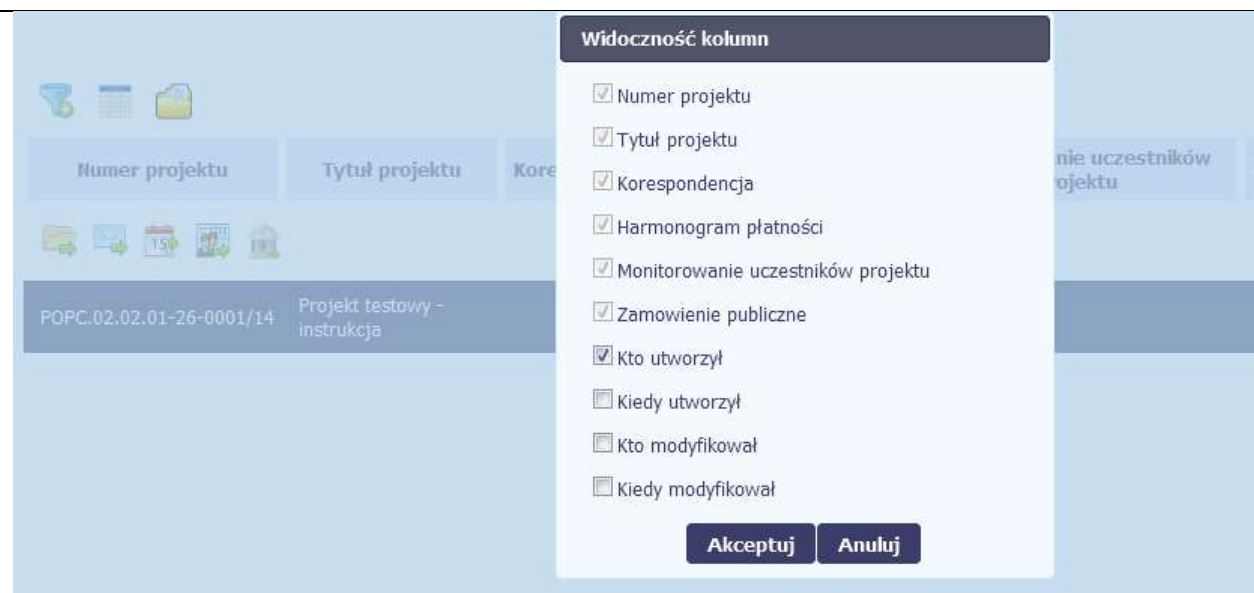 Widoczność kolumn
Numer projektu
Tytuł projektu
Korespondencja
Harmonogram płatności
Monitorowanie uczestników projektu
Zamowienie publiczne
Kto utworzył
Kiedy utworzył
Kto modyfikował
Kiedy modyfikował
Akceptuj Anuluj
Numer projektu Tytuł projektu Kore
nie uczestników
ojektu
15
POPC.02.02.01-26-0001/14
Projekt testowy -
instrukcja